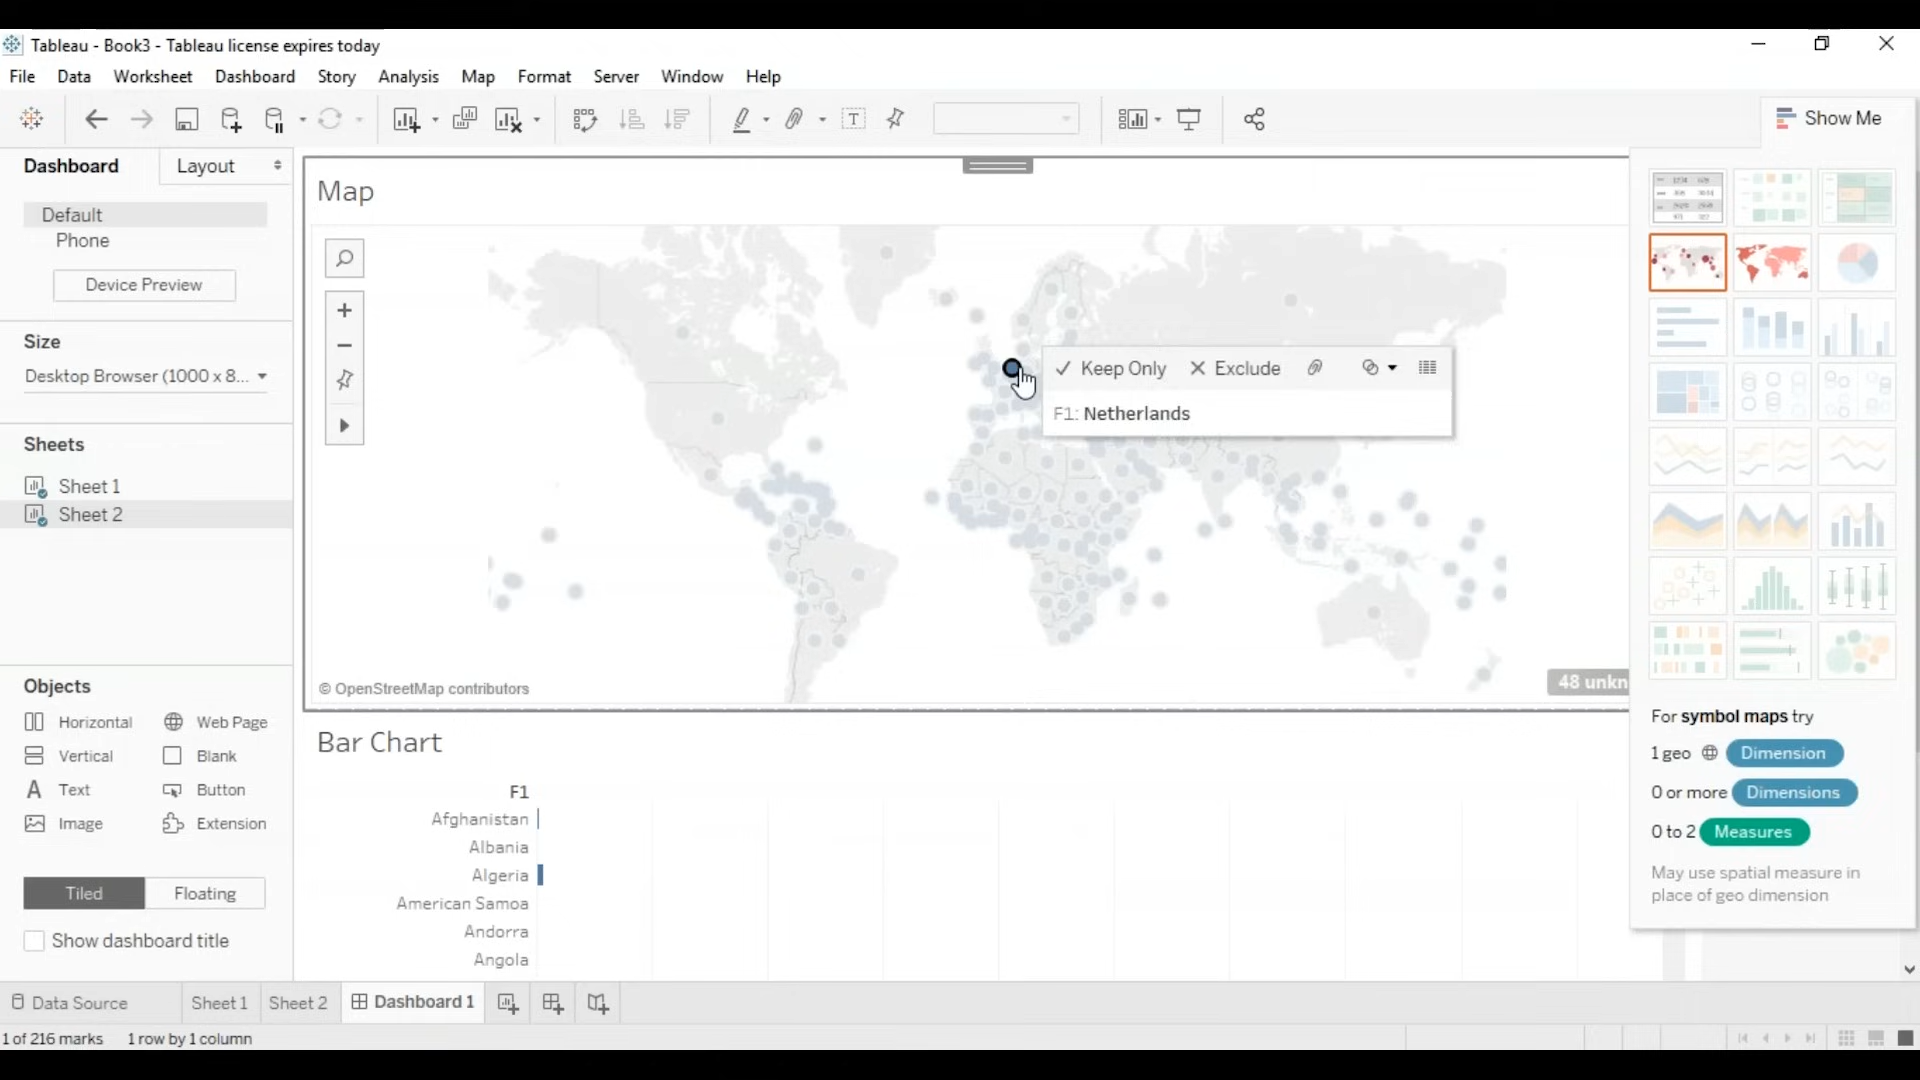 Tableau - Book3 - Tableau license expires today
File Data Worksheet Dashboard Story Analysis Map Format Server Window Help
Show Me
Dashboard Layout
Default
Phone
Device Preview
Size
Desktop Browser (1000 x 8...
Sheets
Sheet 1
Sheet 2
Objects
Horizontal Web Page
Vertical Blank
A Text Button
Image Extension
Tiled Floating
Show dashboard title
Map
Keep Only Exclude
F1: Netherlands
© OpenStreetMap contributors
48 unkn
Bar Chart
F1
Afghanistan
Albania
Algeria
American Samoa
Andorra
Angola
For symbol maps try
1 geo Dimension
0 or more Dimensions
0 to 2 Measures
May use spatial measure in
place of geo dimension
Data Source Sheet 1 Sheet 2 Dashboard 1
1 of 216 marks 1 row by 1 column